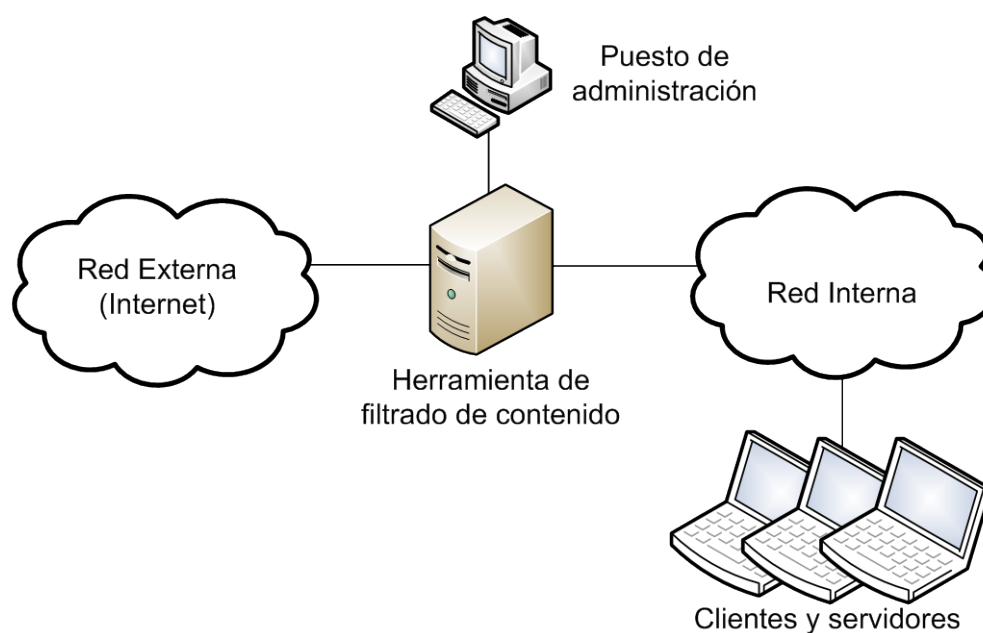 Puesto de
administración
Red Externa
(Internet)
Red Interna
Herramienta de
filtrado de contenido
Clientes y servidores